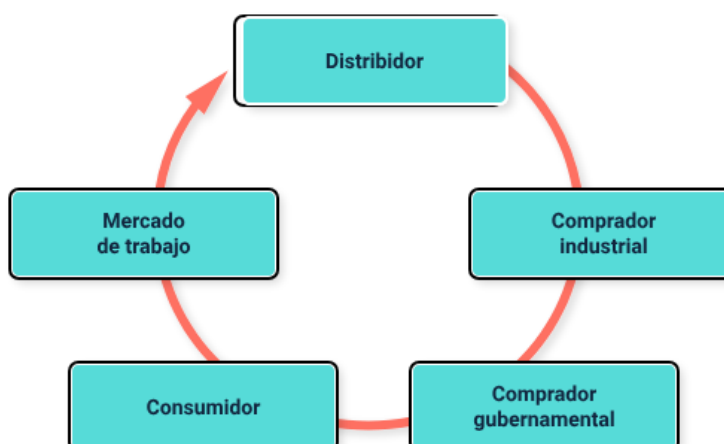 Distribidor
Mercado
de trabajo
Comprador
industrial
Consumidor
Comprador
gubernamental